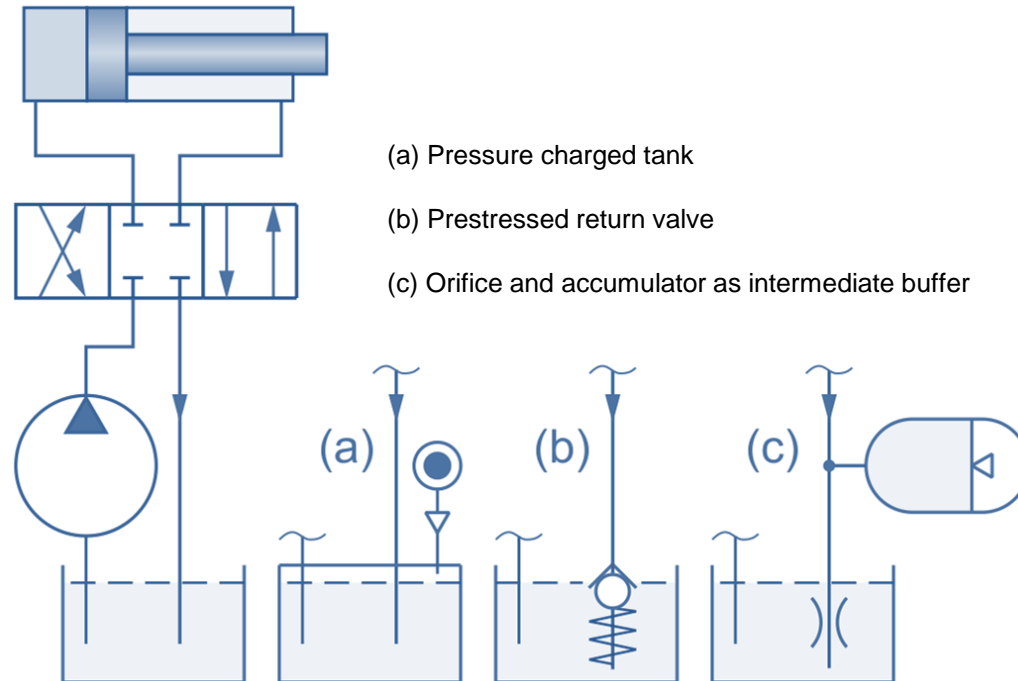 (a) Pressure charged tank
(b) Prestressed return valve
(c) Orifice and accumulator as intermediate buffer
(a)
(b)
(c)